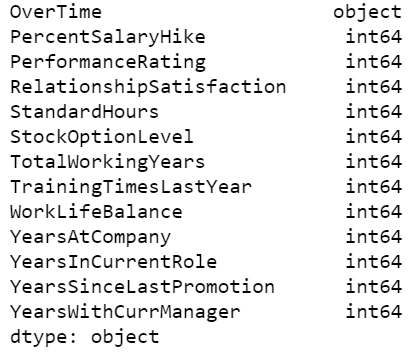 OverTime object
PercentSalaryHike int64
PerformanceRating int64
RelationshipSatisfaction int64
StandardHours int64
StockOptionLevel int64
TotalWorkingYears int64
TrainingTimesLastYear int64
WorkLifeBalance int64
YearsAtCompany int64
YearsInCurrentRole int64
YearsSinceLastPromotion int64
YearsWithCurrManager int64
dtype: object